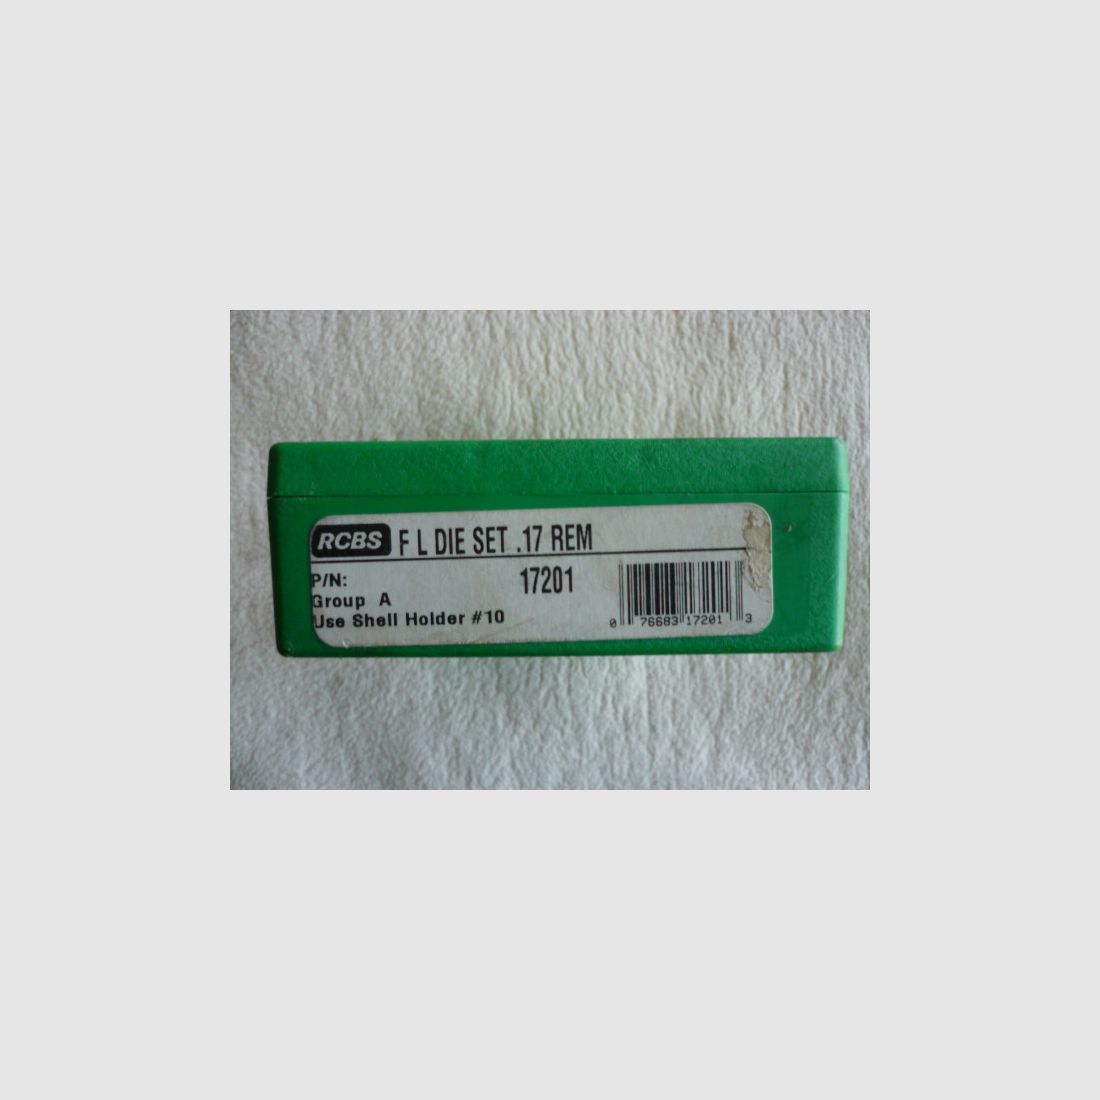 RCBS F L DIE SET .17 REM
P/N: 17201
Group A
Use Shell Holder #10
0 76683 17201 3